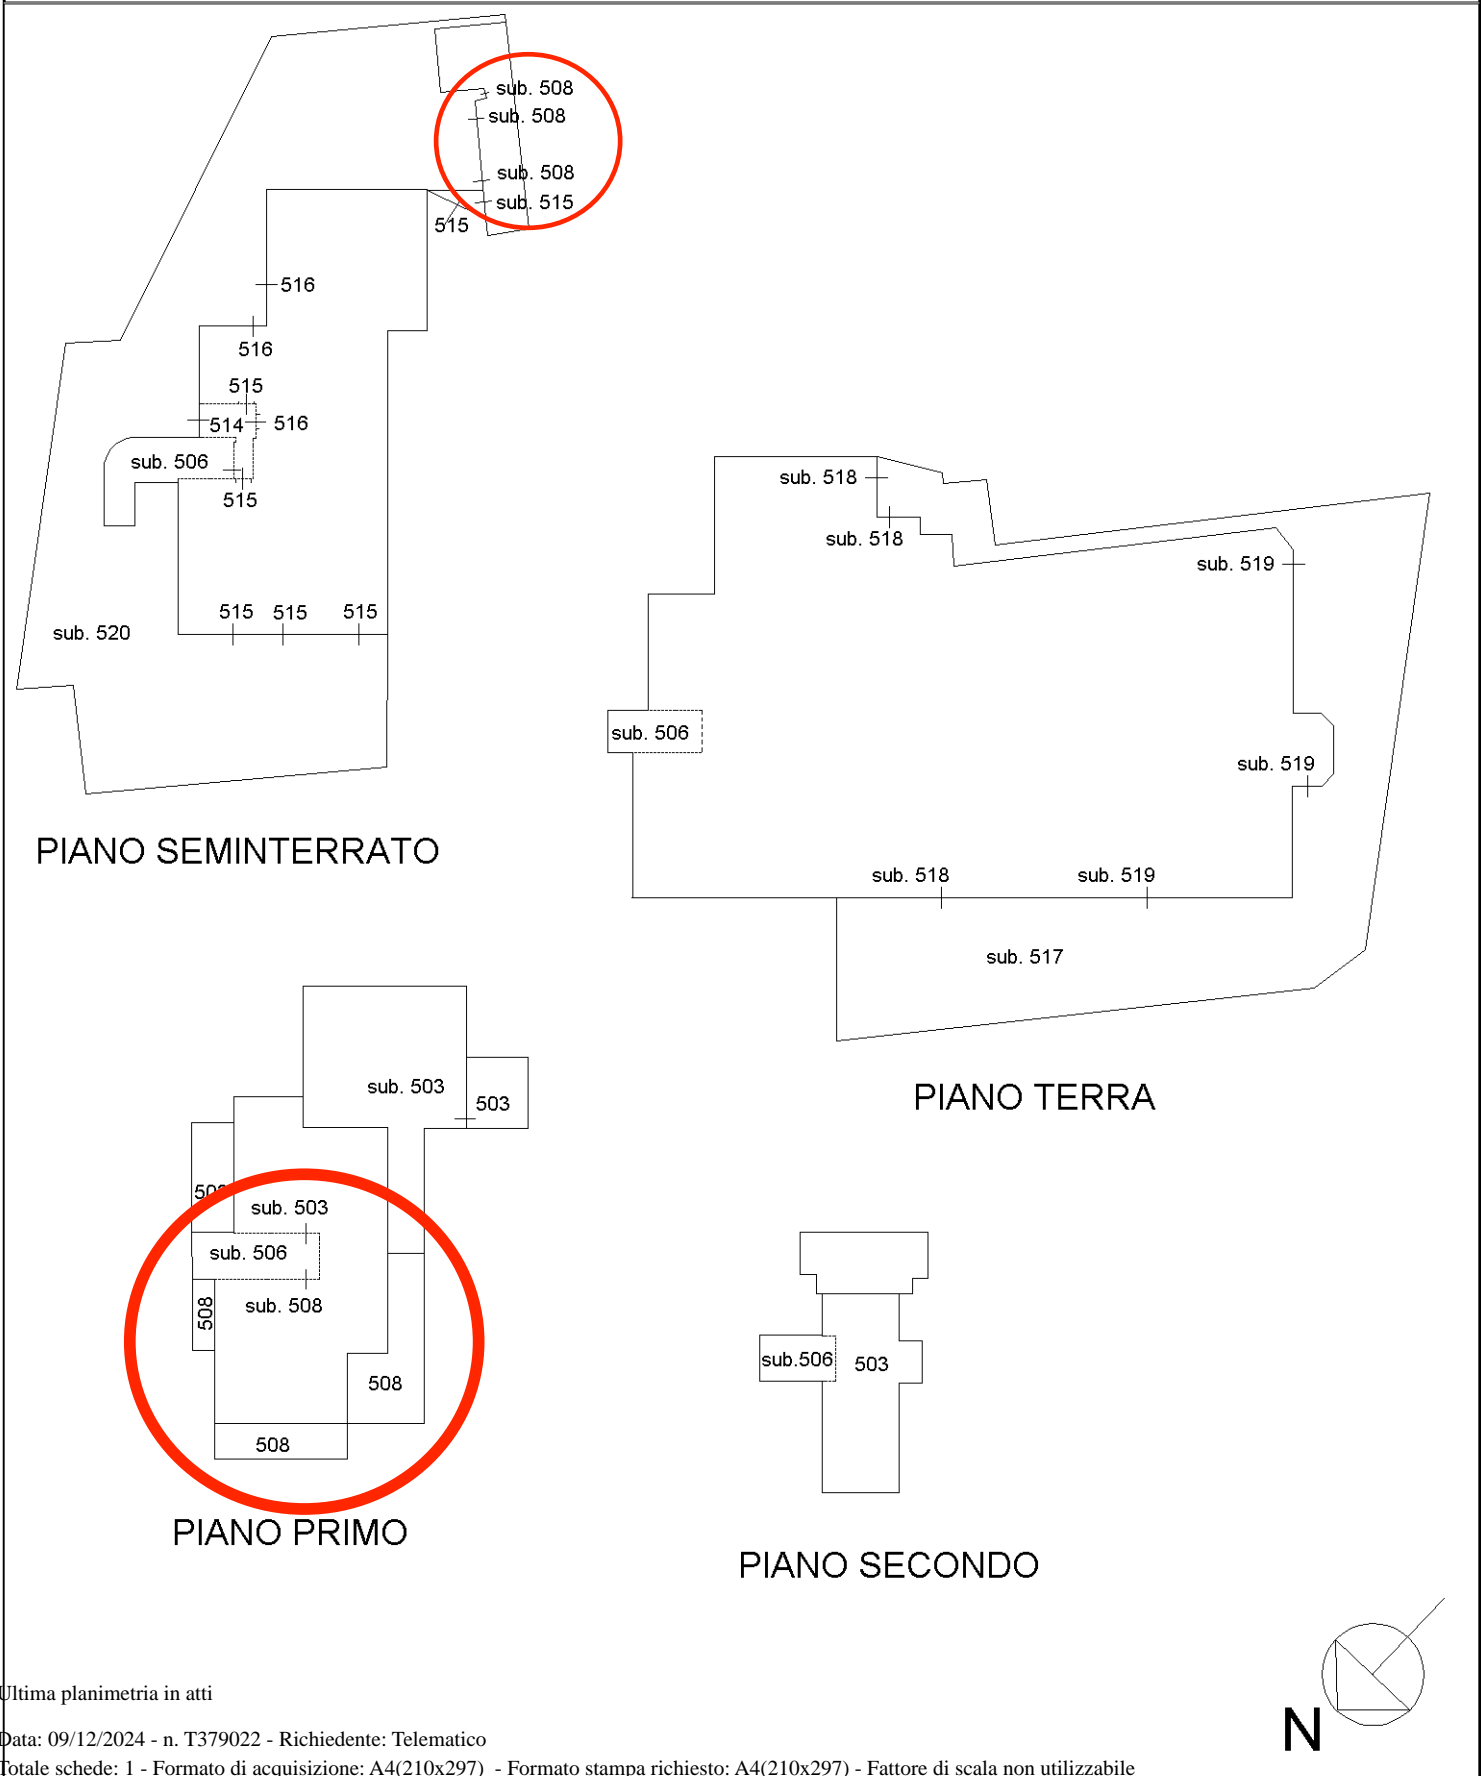 sub. 508
sub. 508
sub. 508
sub. 515
515
516
516
515
514
516
sub. 506
515
515
515
515
sub. 520
PIANO SEMINTERRATO
sub. 518
sub. 518
sub. 519
sub. 506
sub. 519
sub. 518
sub. 519
sub. 517
PIANO TERRA
sub. 503
503
sub. 503
sub. 506
508
sub. 508
508
508
PIANO PRIMO
sub.506
503
PIANO SECONDO
N
Ultima planimetria in atti
Data: 09/12/2024 - n. T379022 - Richiedente: Telematico
Totale schede: 1 - Formato di acquisizione: A4(210x297) - Formato stampa richiesto: A4(210x297) - Fattore di scala non utilizzabile